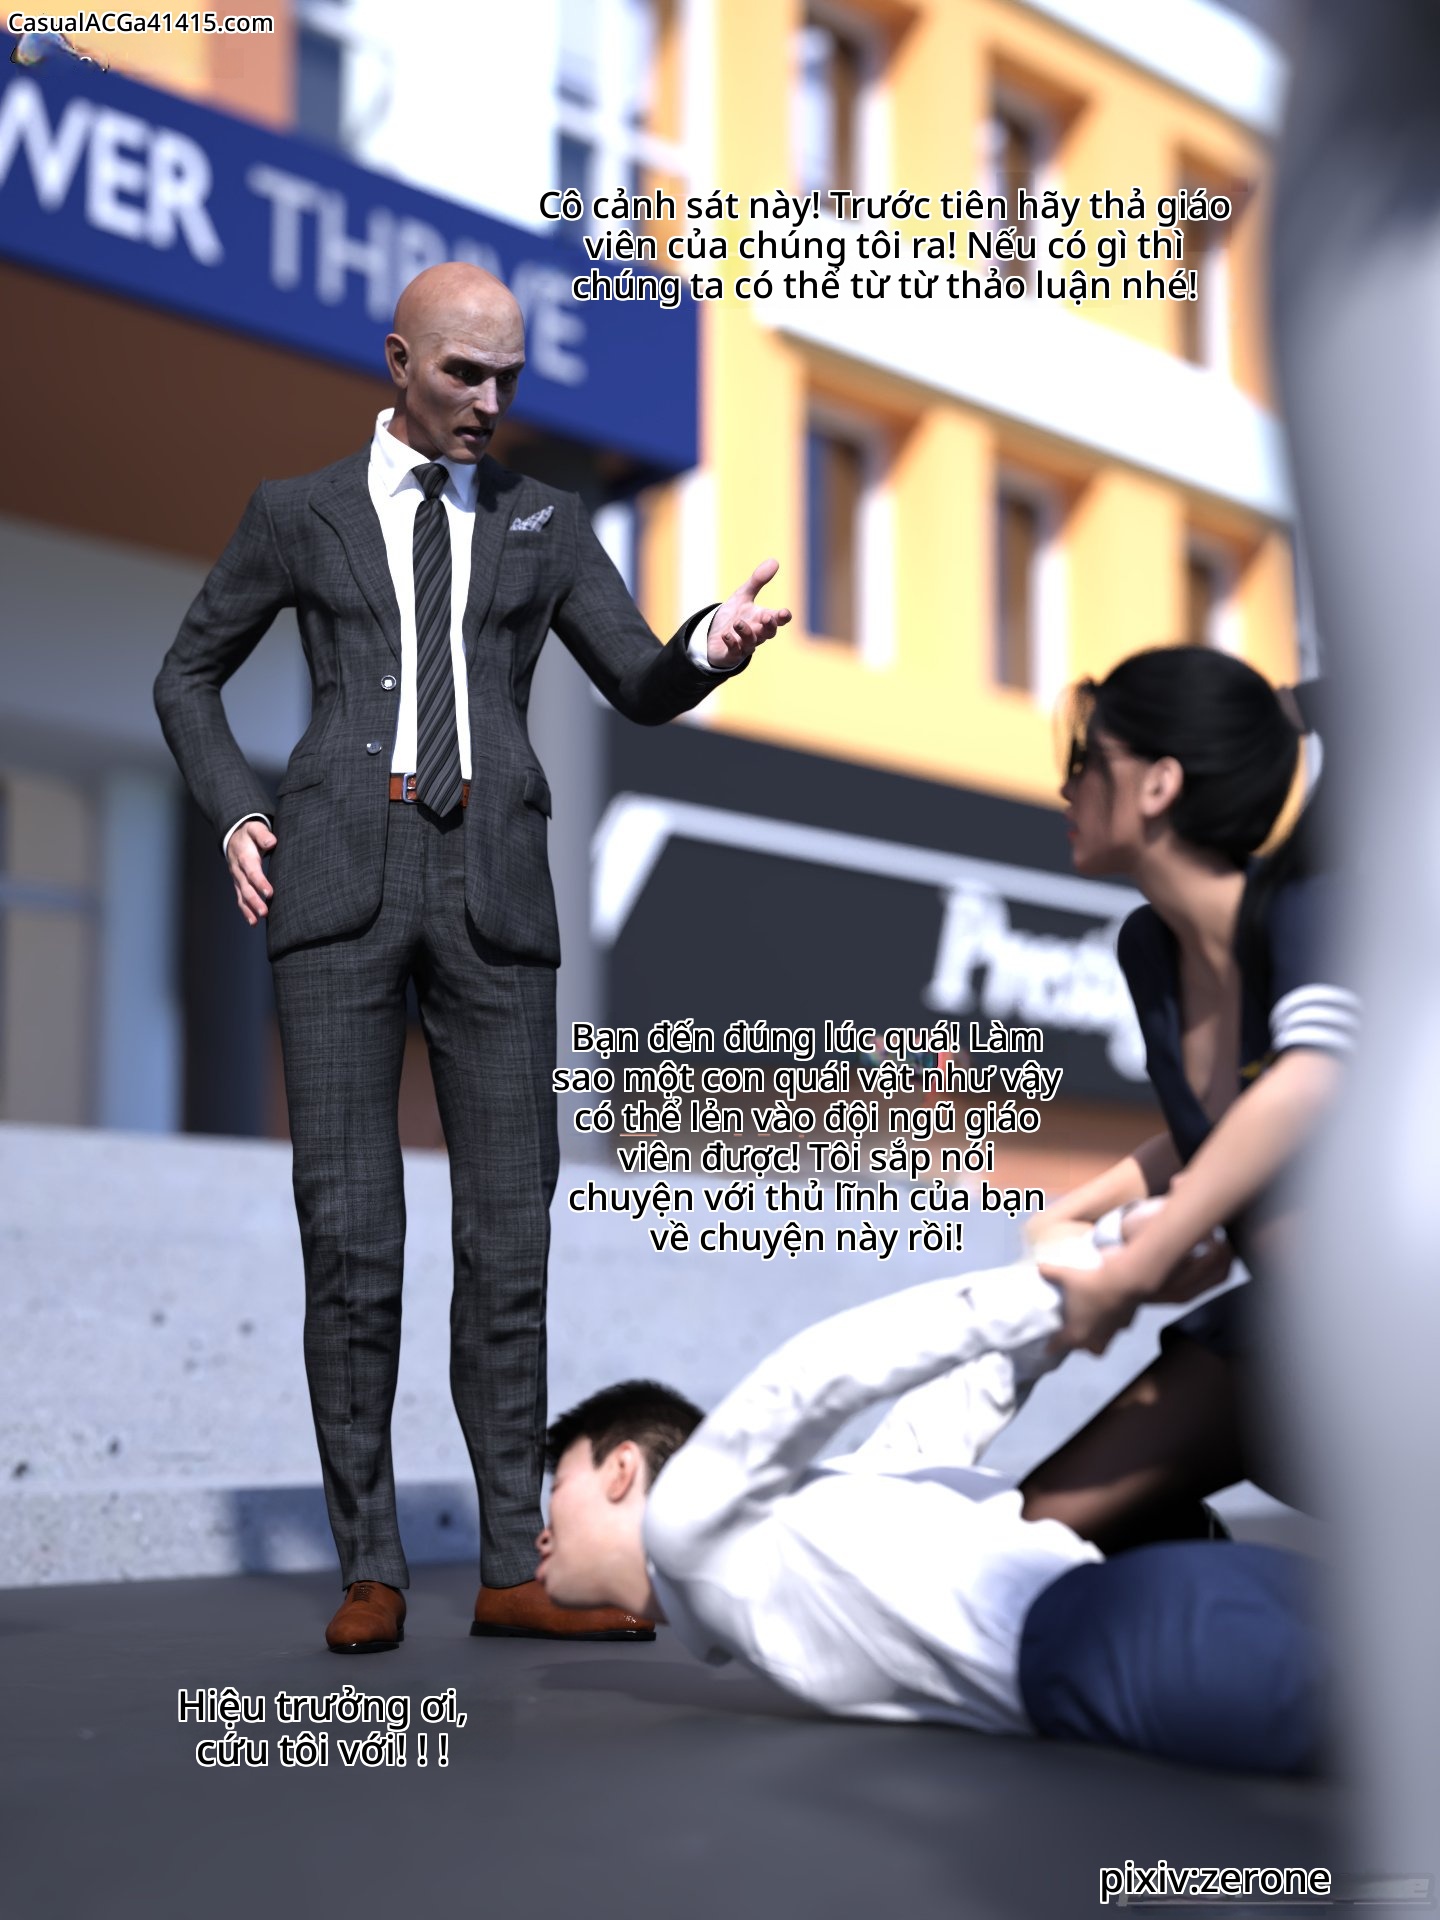 CasualACGa41415.com
WER THRIVE
Cô cảnh sát này! Trước tiên hãy thả giáo
viên của chúng tôi ra! Nếu có gì thì
chúng ta có thể từ từ thảo luận nhé!
Bạn đến đúng lúc quá! Làm
sao một con quái vật như vậy
có thể lẻn vào đội ngũ giáo
viên được! Tôi sắp nói
chuyện với thủ lĩnh của bạn
về chuyện này rồi!
Hiệu trưởng ơi,
cứu tôi với! ! !
pixiv:zerone